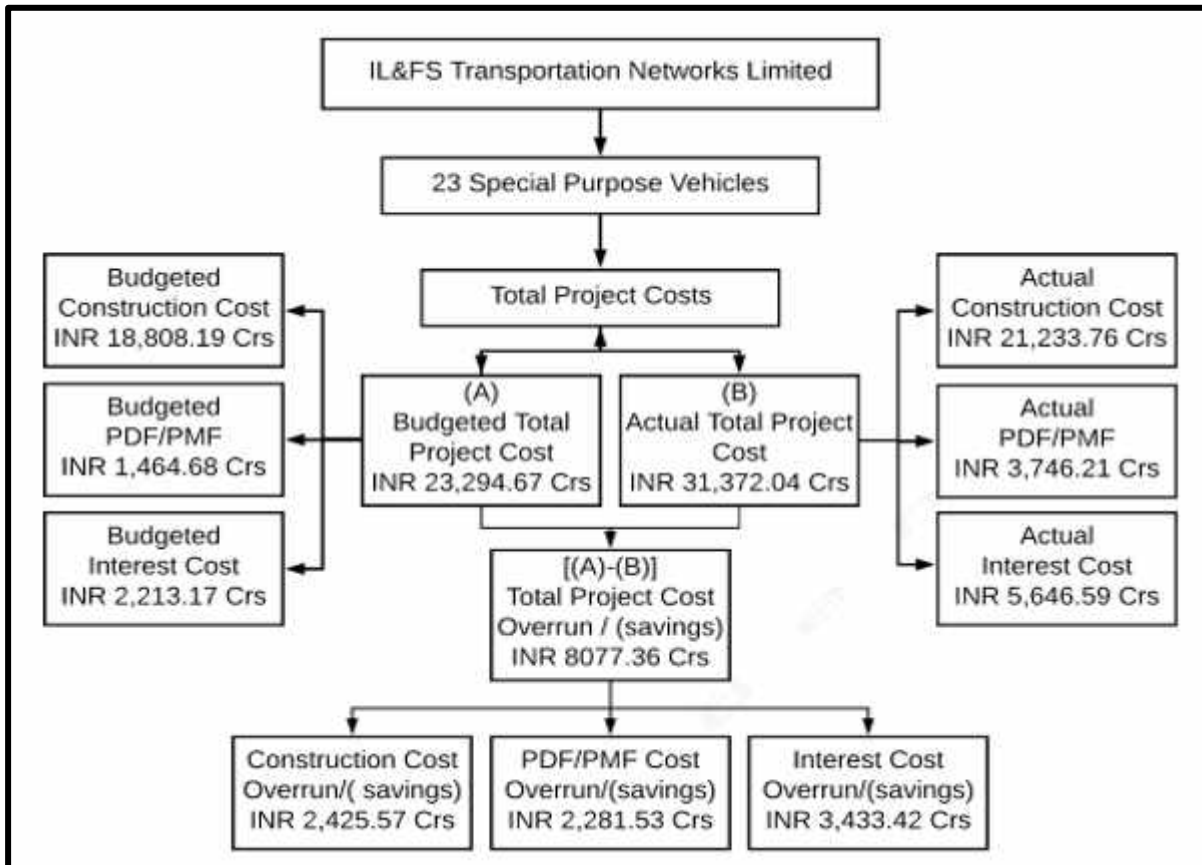 IL&FS Transportation Networks Limited
23 Special Purpose Vehicles
Total Project Costs
Budgeted
Construction Cost
INR 18,808.19 Crs
Budgeted
PDF/PMF
INR 1,464.68 Crs
Budgeted
Interest Cost
INR 2,213.17 Crs
(A)
Budgeted Total
Project Cost
INR 23,294.67 Crs
(B)
Actual Total Project
Cost
INR 31,372.04 Crs
Actual
Construction Cost
INR 21,233.76 Crs
Actual
PDF/PMF
INR 3,746.21 Crs
Actual
Interest Cost
INR 5,646.59 Crs
[(A)-(B)]
Total Project Cost
Overrun / (savings)
INR 8077.36 Crs
Construction Cost
Overrun/( savings)
INR 2,425.57 Crs
PDF/PMF Cost
Overrun/(savings)
INR 2,281.53 Crs
Interest Cost
Overrun/(savings)
INR 3,433.42 Crs